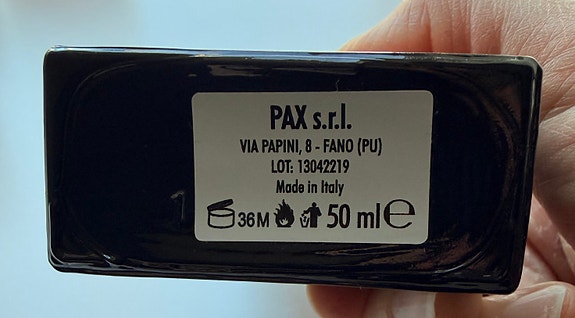 PAX s.r.l.
VIA PAPINI, 8 - FANO (PU)
LOT: 13042219
Made in Italy
36M 50 ml e